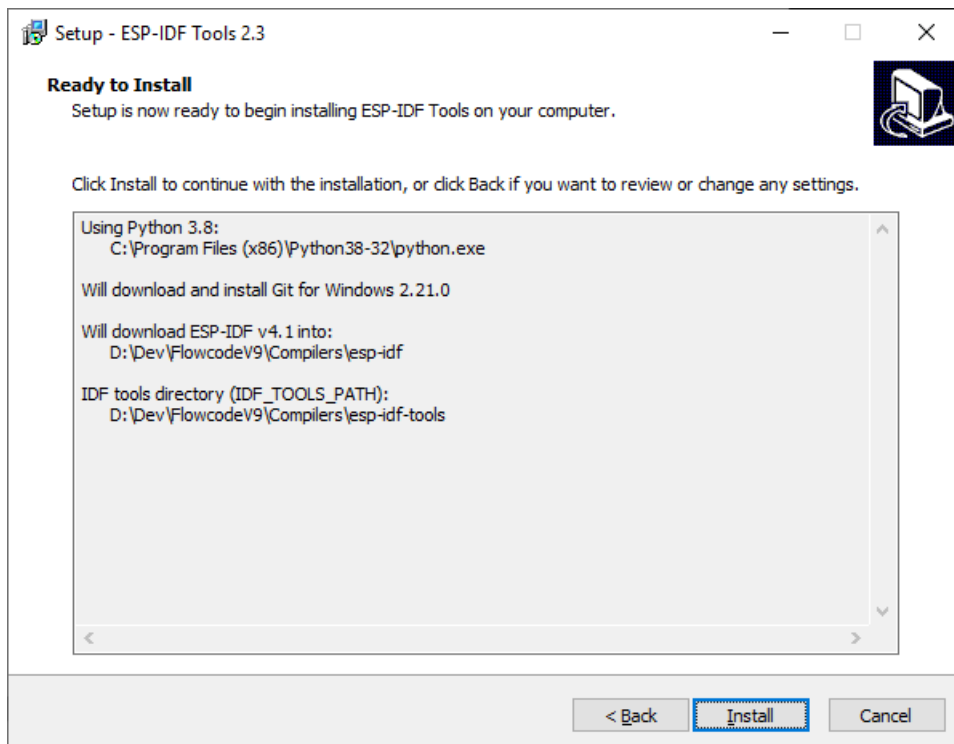 Setup - ESP-IDF Tools 2.3
Ready to Install
Setup is now ready to begin installing ESP-IDF Tools on your computer.
Click Install to continue with the installation, or click Back if you want to review or change any settings.
Using Python 3.8:
C:\Program Files (x86)\Python38-32\python.exe
Will download and install Git for Windows 2.21.0
Will download ESP-IDF v4.1 into:
D:\Dev\FlowcodeV9\Compilers\esp-idf
IDF tools directory (IDF_TOOLS_PATH):
D:\Dev\FlowcodeV9\Compilers\esp-idf-tools
< Back Install Cancel